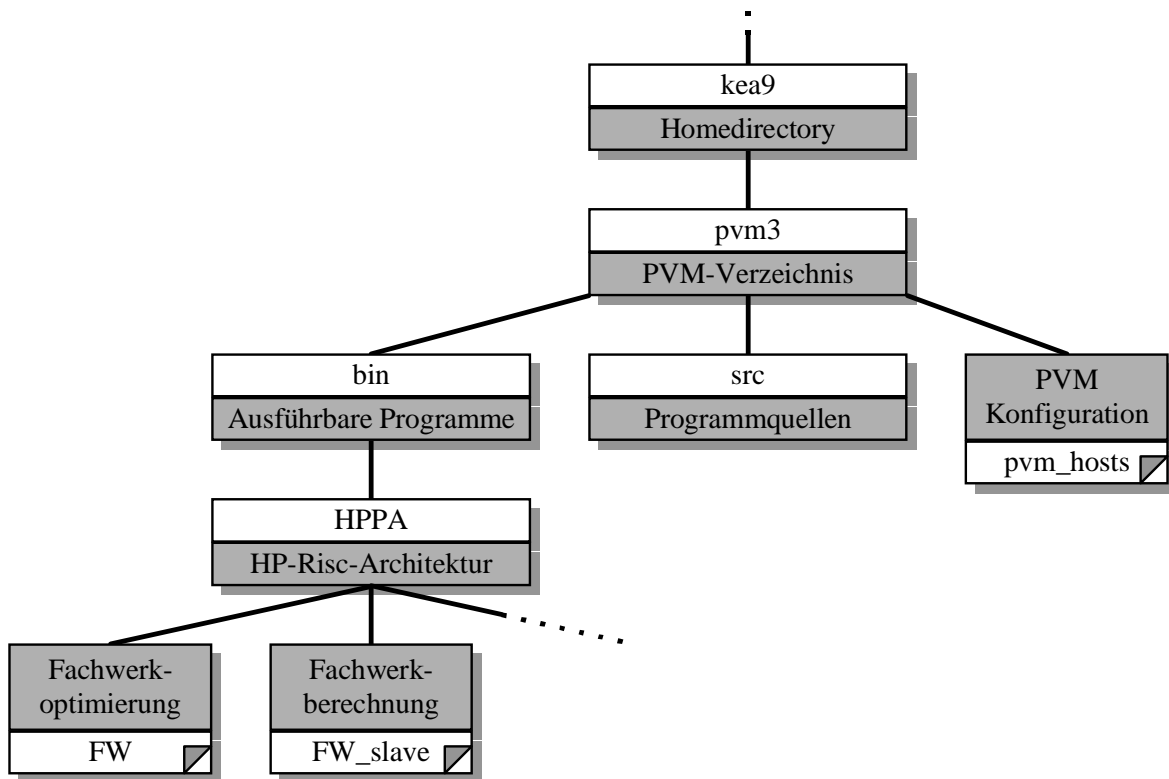 kea9
Homedirectory
pvm3
PVM-Verzeichnis
bin
Ausführbare Programme
src
Programmquellen
PVM
Konfiguration
pvm_hosts
HPPA
HP-Risc-Architektur
Fachwerk-
optimierung
FW
Fachwerk-
berechnung
FW_slave